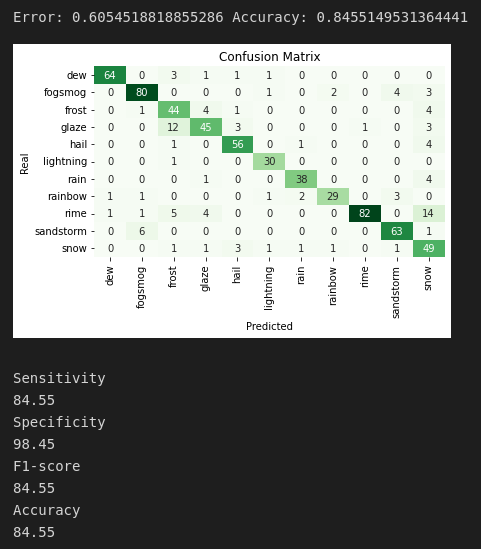 Error: 0.6054518818855286 Accuracy: 0.8455149531364441
Confusion Matrix
dew 64 0 3 1 1 1 0 0 0 0 0
fogsmog 0 80 0 0 0 1 0 2 0 4 3
frost 0 1 44 4 1 0 0 0 0 0 4
glaze 0 0 12 45 3 0 0 0 1 0 3
hail 0 0 1 0 56 0 1 0 0 0 4
lightning 0 0 1 0 0 30 0 0 0 0 0
rain 0 0 0 1 0 0 38 0 0 0 4
rainbow 1 1 0 0 0 1 2 29 0 3 0
rime 1 1 5 4 0 0 0 0 82 0 14
sandstorm 0 6 0 0 0 0 0 0 0 63 1
snow 0 0 1 1 3 1 1 1 0 1 49
Real
dew fogsmog frost glaze hail lightning rain rainbow rime sandstorm snow
Predicted
Sensitivity
84.55
Specificity
98.45
F1-score
84.55
Accuracy
84.55